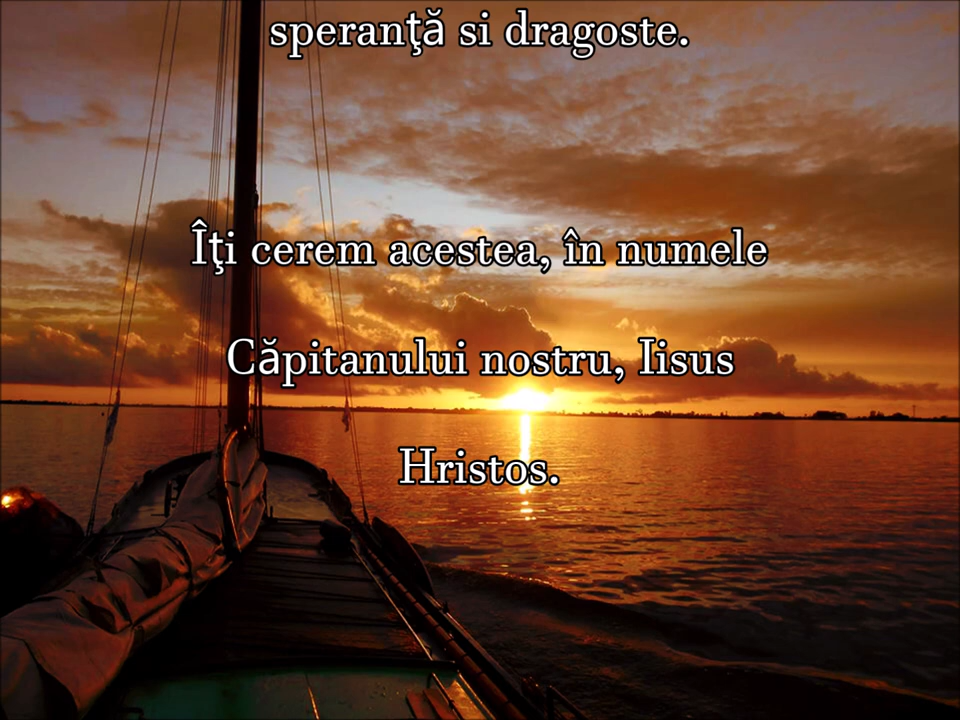 speranţă si dragoste.
Îţi cerem acestea, în numele
Căpitanului nostru, Iisus
Hristos.